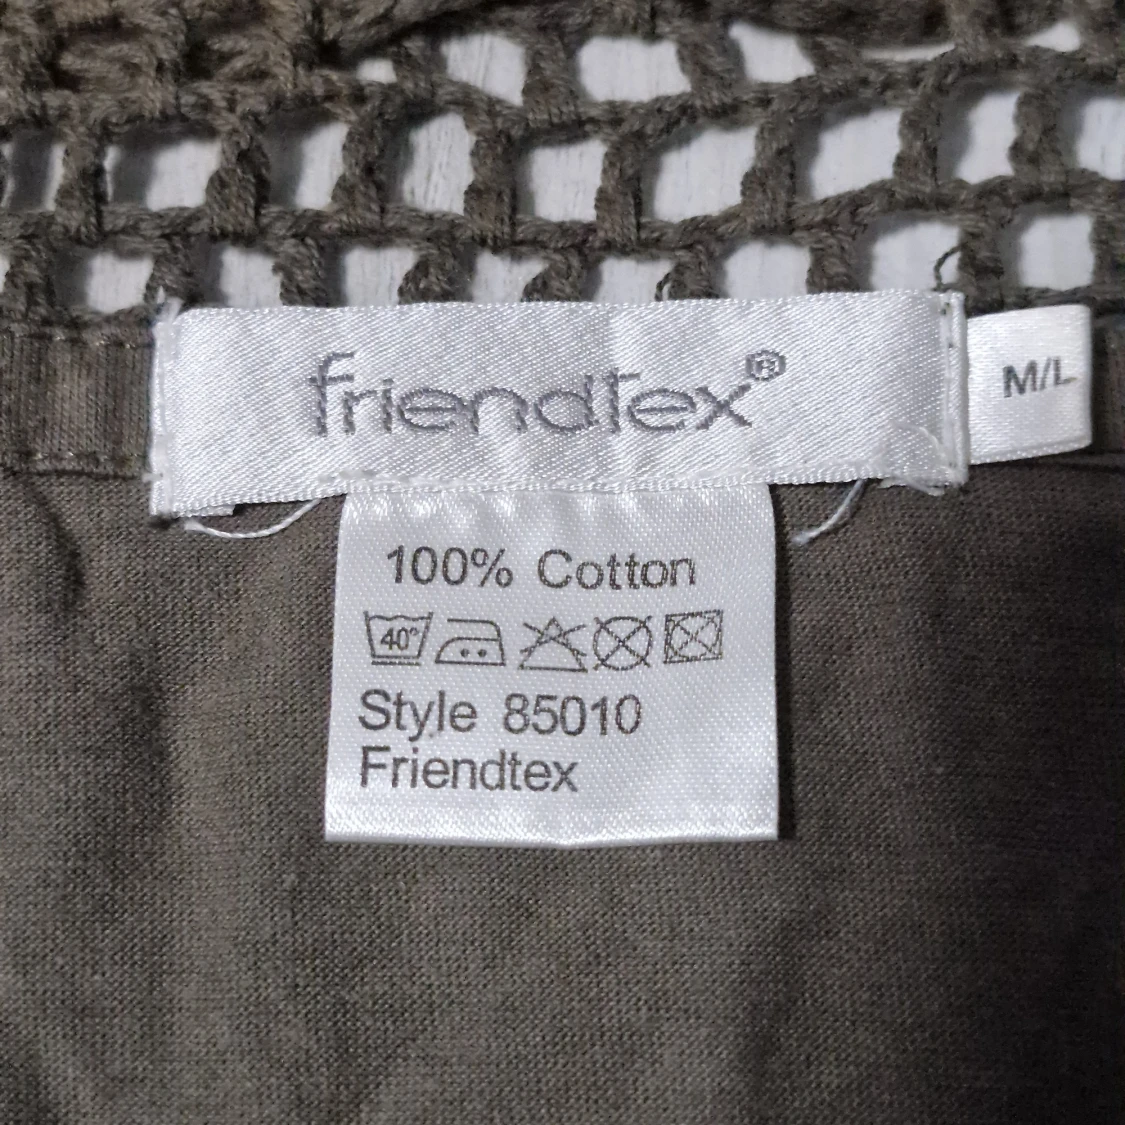 friendtex®
M/L
100% Cotton
40°
Style 85010
Friendtex